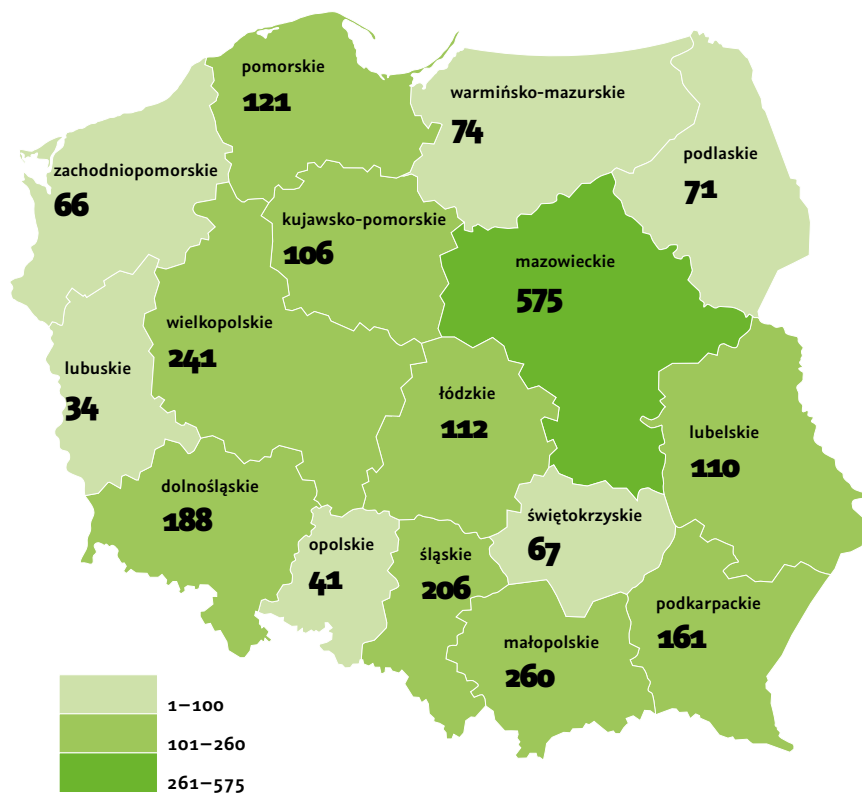 pomorskie
121
warmińsko-mazurskie
74
podlaskie
71
zachodniopomorskie
66
kujawsko-pomorskie
106
mazowieckie
575
wielkopolskie
241
lubuskie
34
łódzkie
112
lubelskie
110
dolnośląskie
188
świętokrzyskie
67
opolskie
41
śląskie
206
podkarpackie
161
małopolskie
260
1–100
101–260
261–575